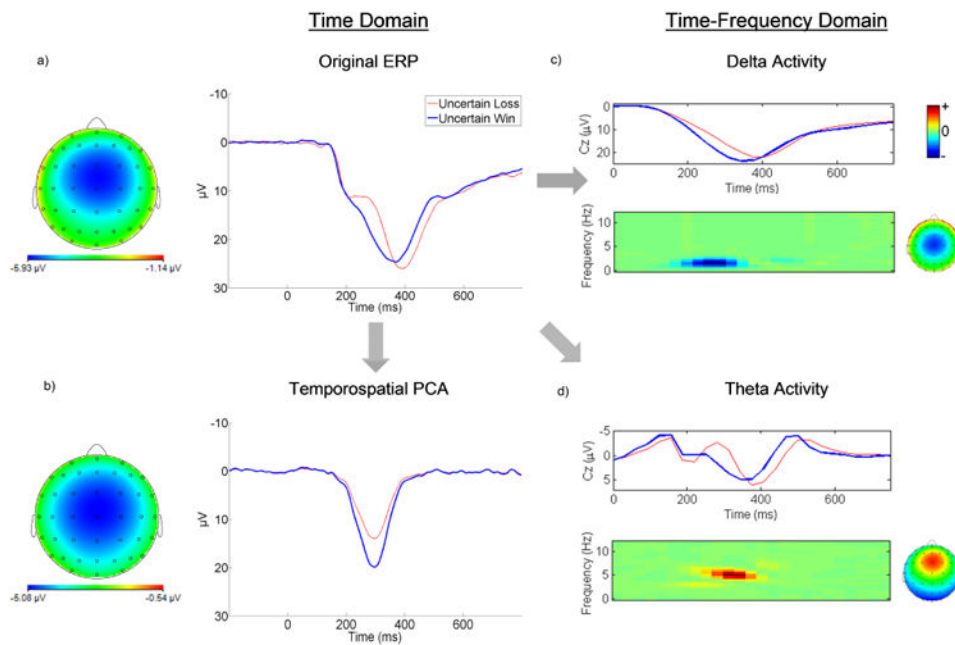 Time Domain
Time-Frequency Domain
a)
Original ERP
-10
0
10
20
30
µV
Uncertain Loss
Uncertain Win
0 200 400 600
Time (ms)
-5.93 µV -1.14 µV
c)
Delta Activity
0
10
20
Cz (µV)
0 200 400 600
Time (ms)
+
0
-
10
5
0
Frequency (Hz)
b)
Temporospatial PCA
-10
0
10
20
30
µV
0 200 400 600
Time (ms)
-5.08 µV -0.54 µV
d)
Theta Activity
-5
0
5
Cz (µV)
0 200 400 600
Time (ms)
10
5
0
Frequency (Hz)